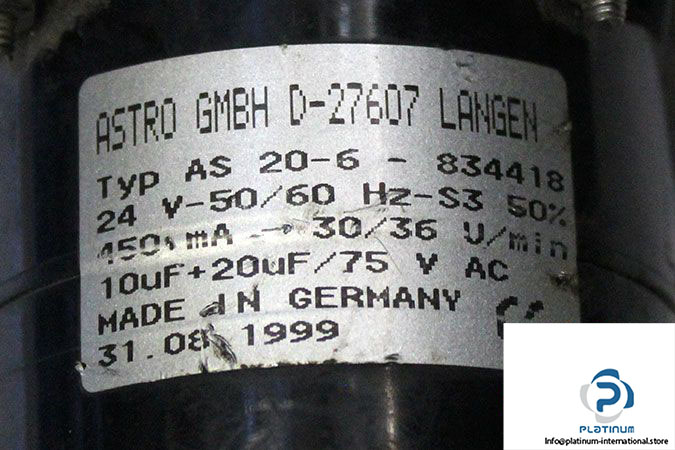 ASTRO GMBH D-27607 LANGEN
Typ AS 20-6 - 834418
24 V-50/60 Hz-S3 50%
450 mA - 30/36 U/min
10uF+20uF/75 V AC
MADE IN GERMANY CE
31.08 1999
PLATINUM
Info@platinum-international.store